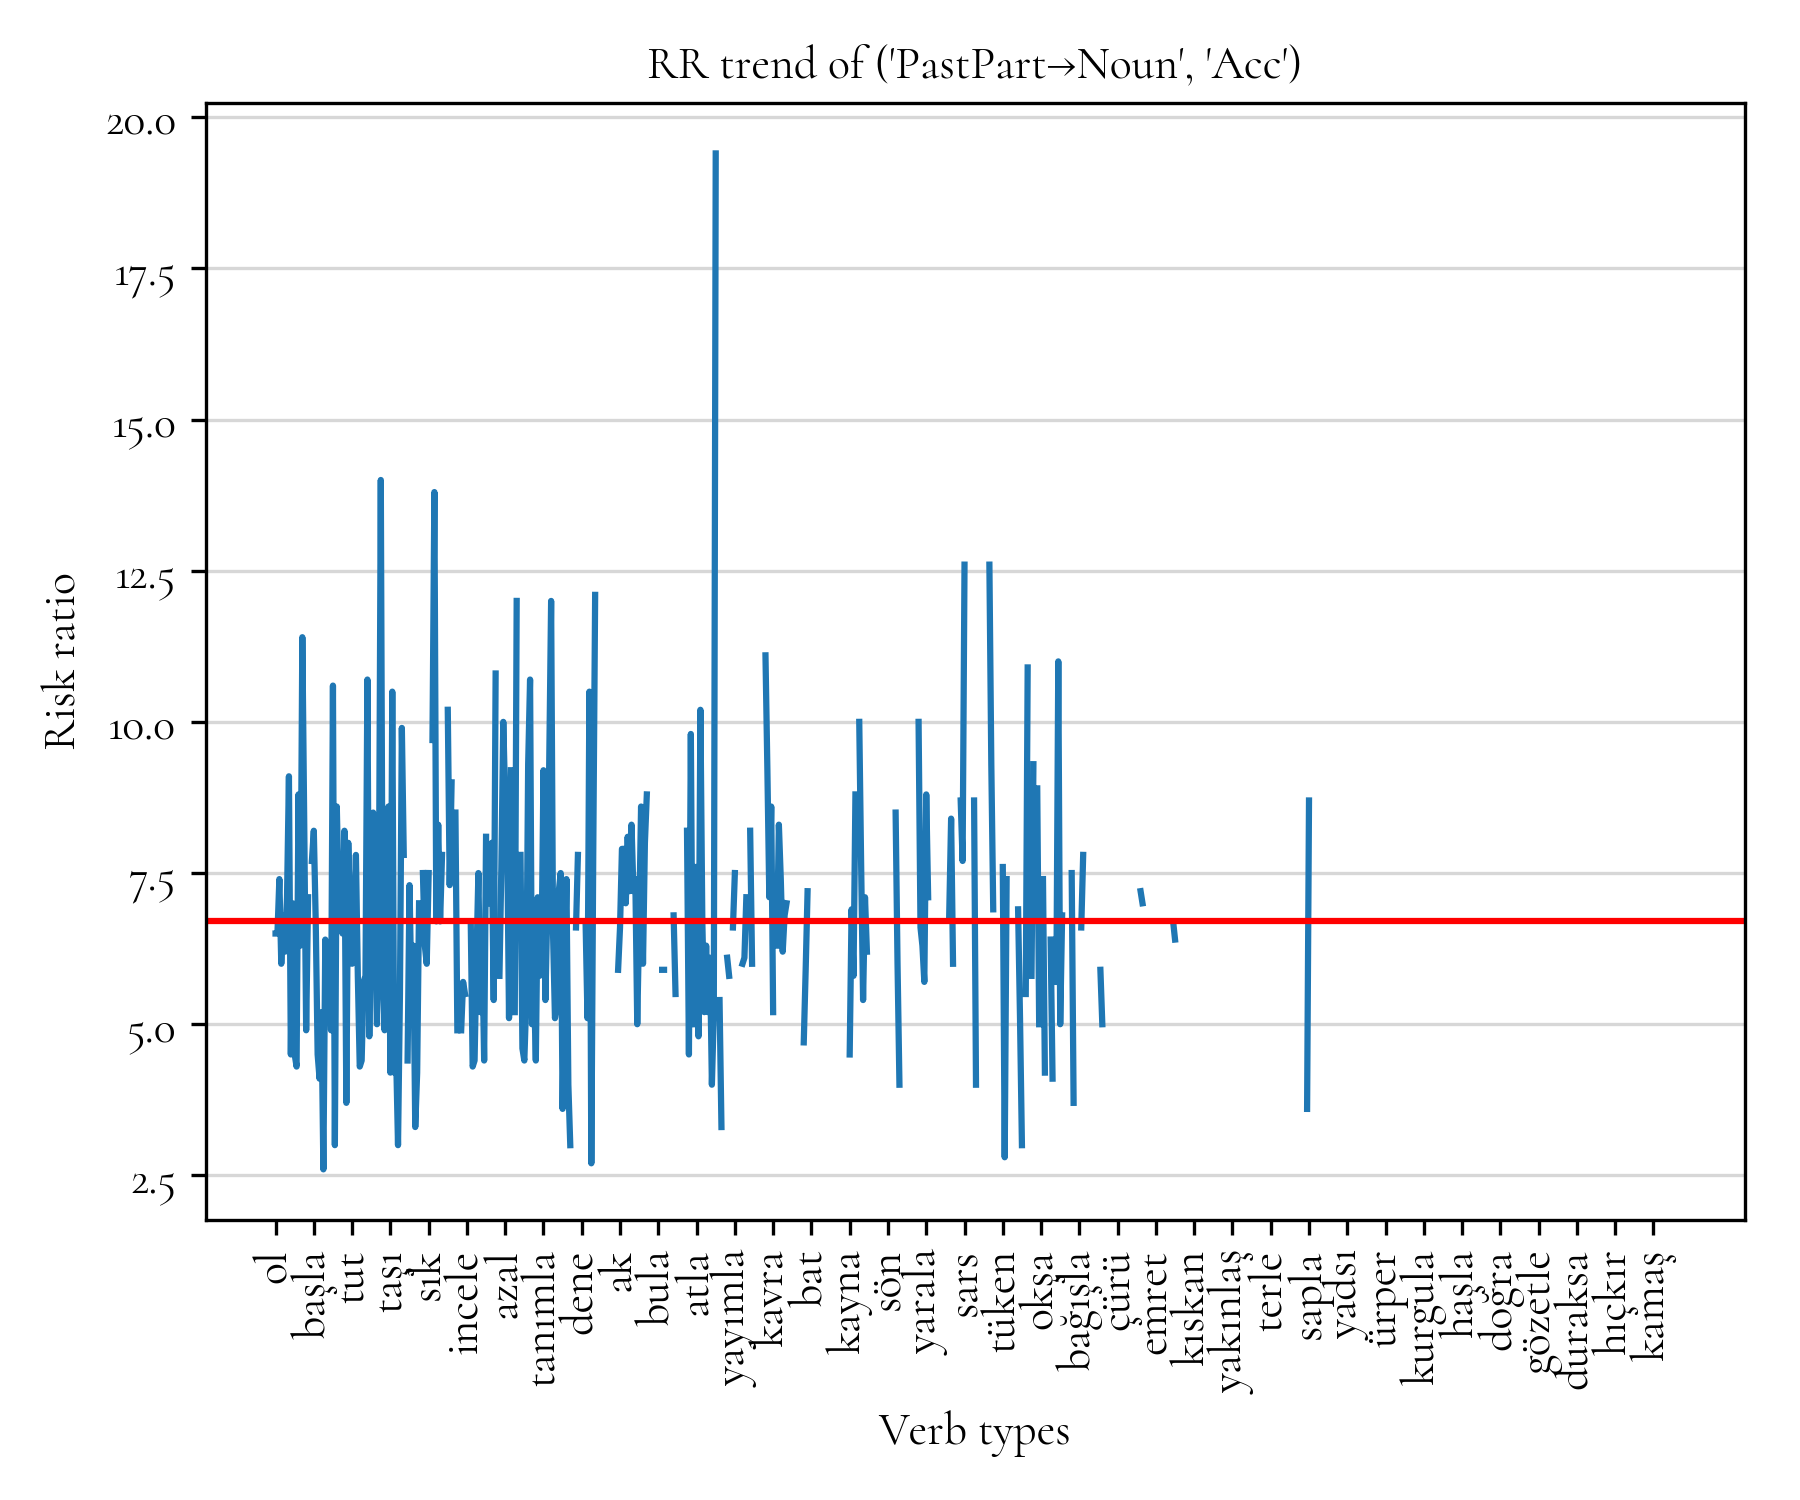 RR trend of ('PastPart→Noun', 'Acc')
Risk ratio
20.0
17.5
15.0
12.5
10.0
7.5
5.0
2.5
ol
başla
tut
taşı
sık
incele
azal
tanımla
dene
ak
bula
atla
yayımla
kavra
bat
kayna
sön
yarala
sars
tüken
okşa
bağışla
çürü
emret
kıskan
yakınlaş
terle
sapla
yadsı
ürper
kurgula
haşla
doğra
gözetle
duraksa
hıçkır
kamaş
Verb types